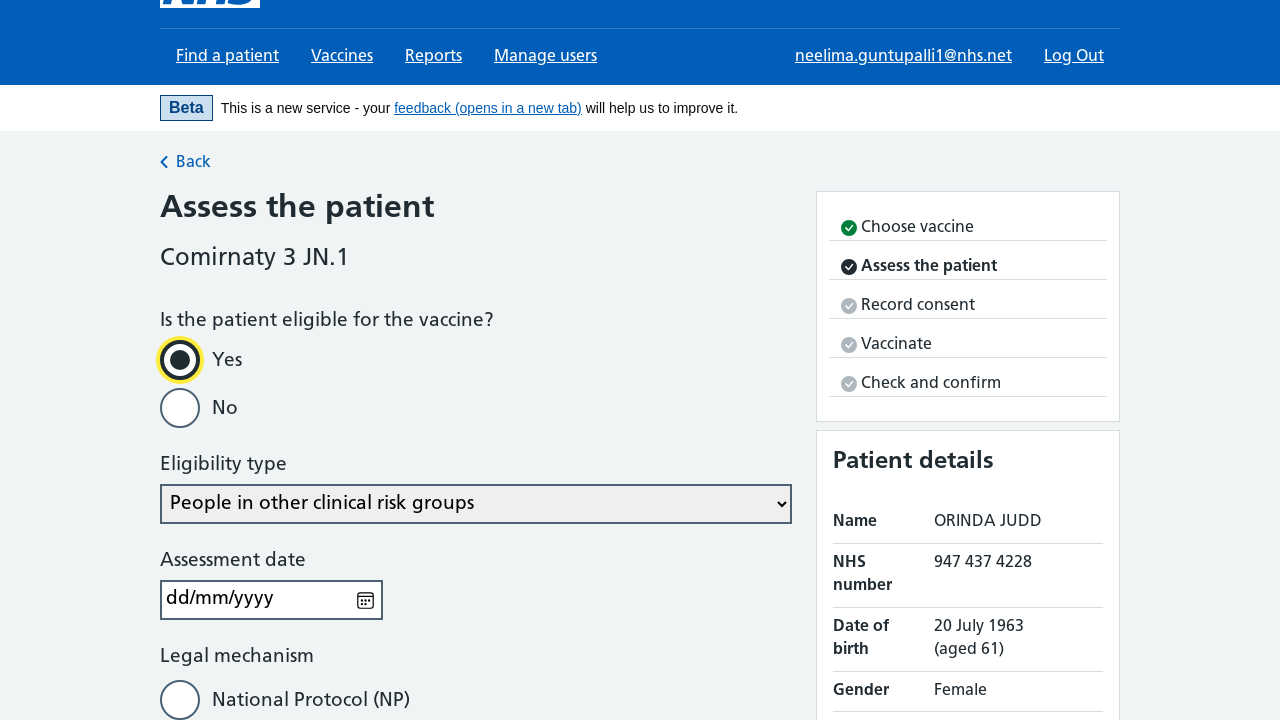 NHS
Find a patient Vaccines Reports Manage users neelima.guntupalli1@nhs.net Log Out
Beta This is a new service - your feedback (opens in a new tab) will help us to improve it.
Back
Assess the patient
Comirnaty 3 JN.1
Is the patient eligible for the vaccine?
Yes
No
Eligibility type
People in other clinical risk groups
Assessment date
dd/mm/yyyy
Legal mechanism
National Protocol (NP)
Choose vaccine
Assess the patient
Record consent
Vaccinate
Check and confirm
Patient details
Name ORINDA JUDD
NHS number 947 437 4228
Date of birth 20 July 1963 (aged 61)
Gender Female